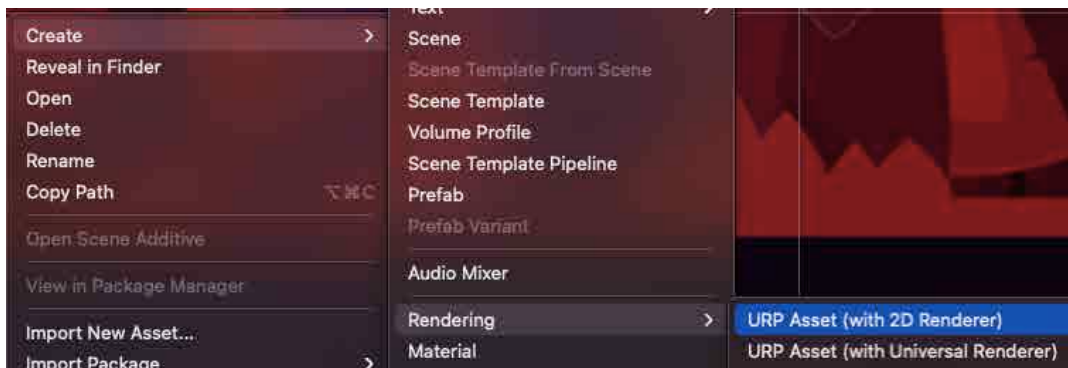 Create
Reveal in Finder
Open
Delete
Rename
Copy Path ⌥⌘C
Open Scene Additive
View in Package Manager
Import New Asset...
Import Package
Text
Scene
Scene Template From Scene
Scene Template
Volume Profile
Scene Template Pipeline
Prefab
Prefab Variant
Audio Mixer
Rendering
Material
URP Asset (with 2D Renderer)
URP Asset (with Universal Renderer)